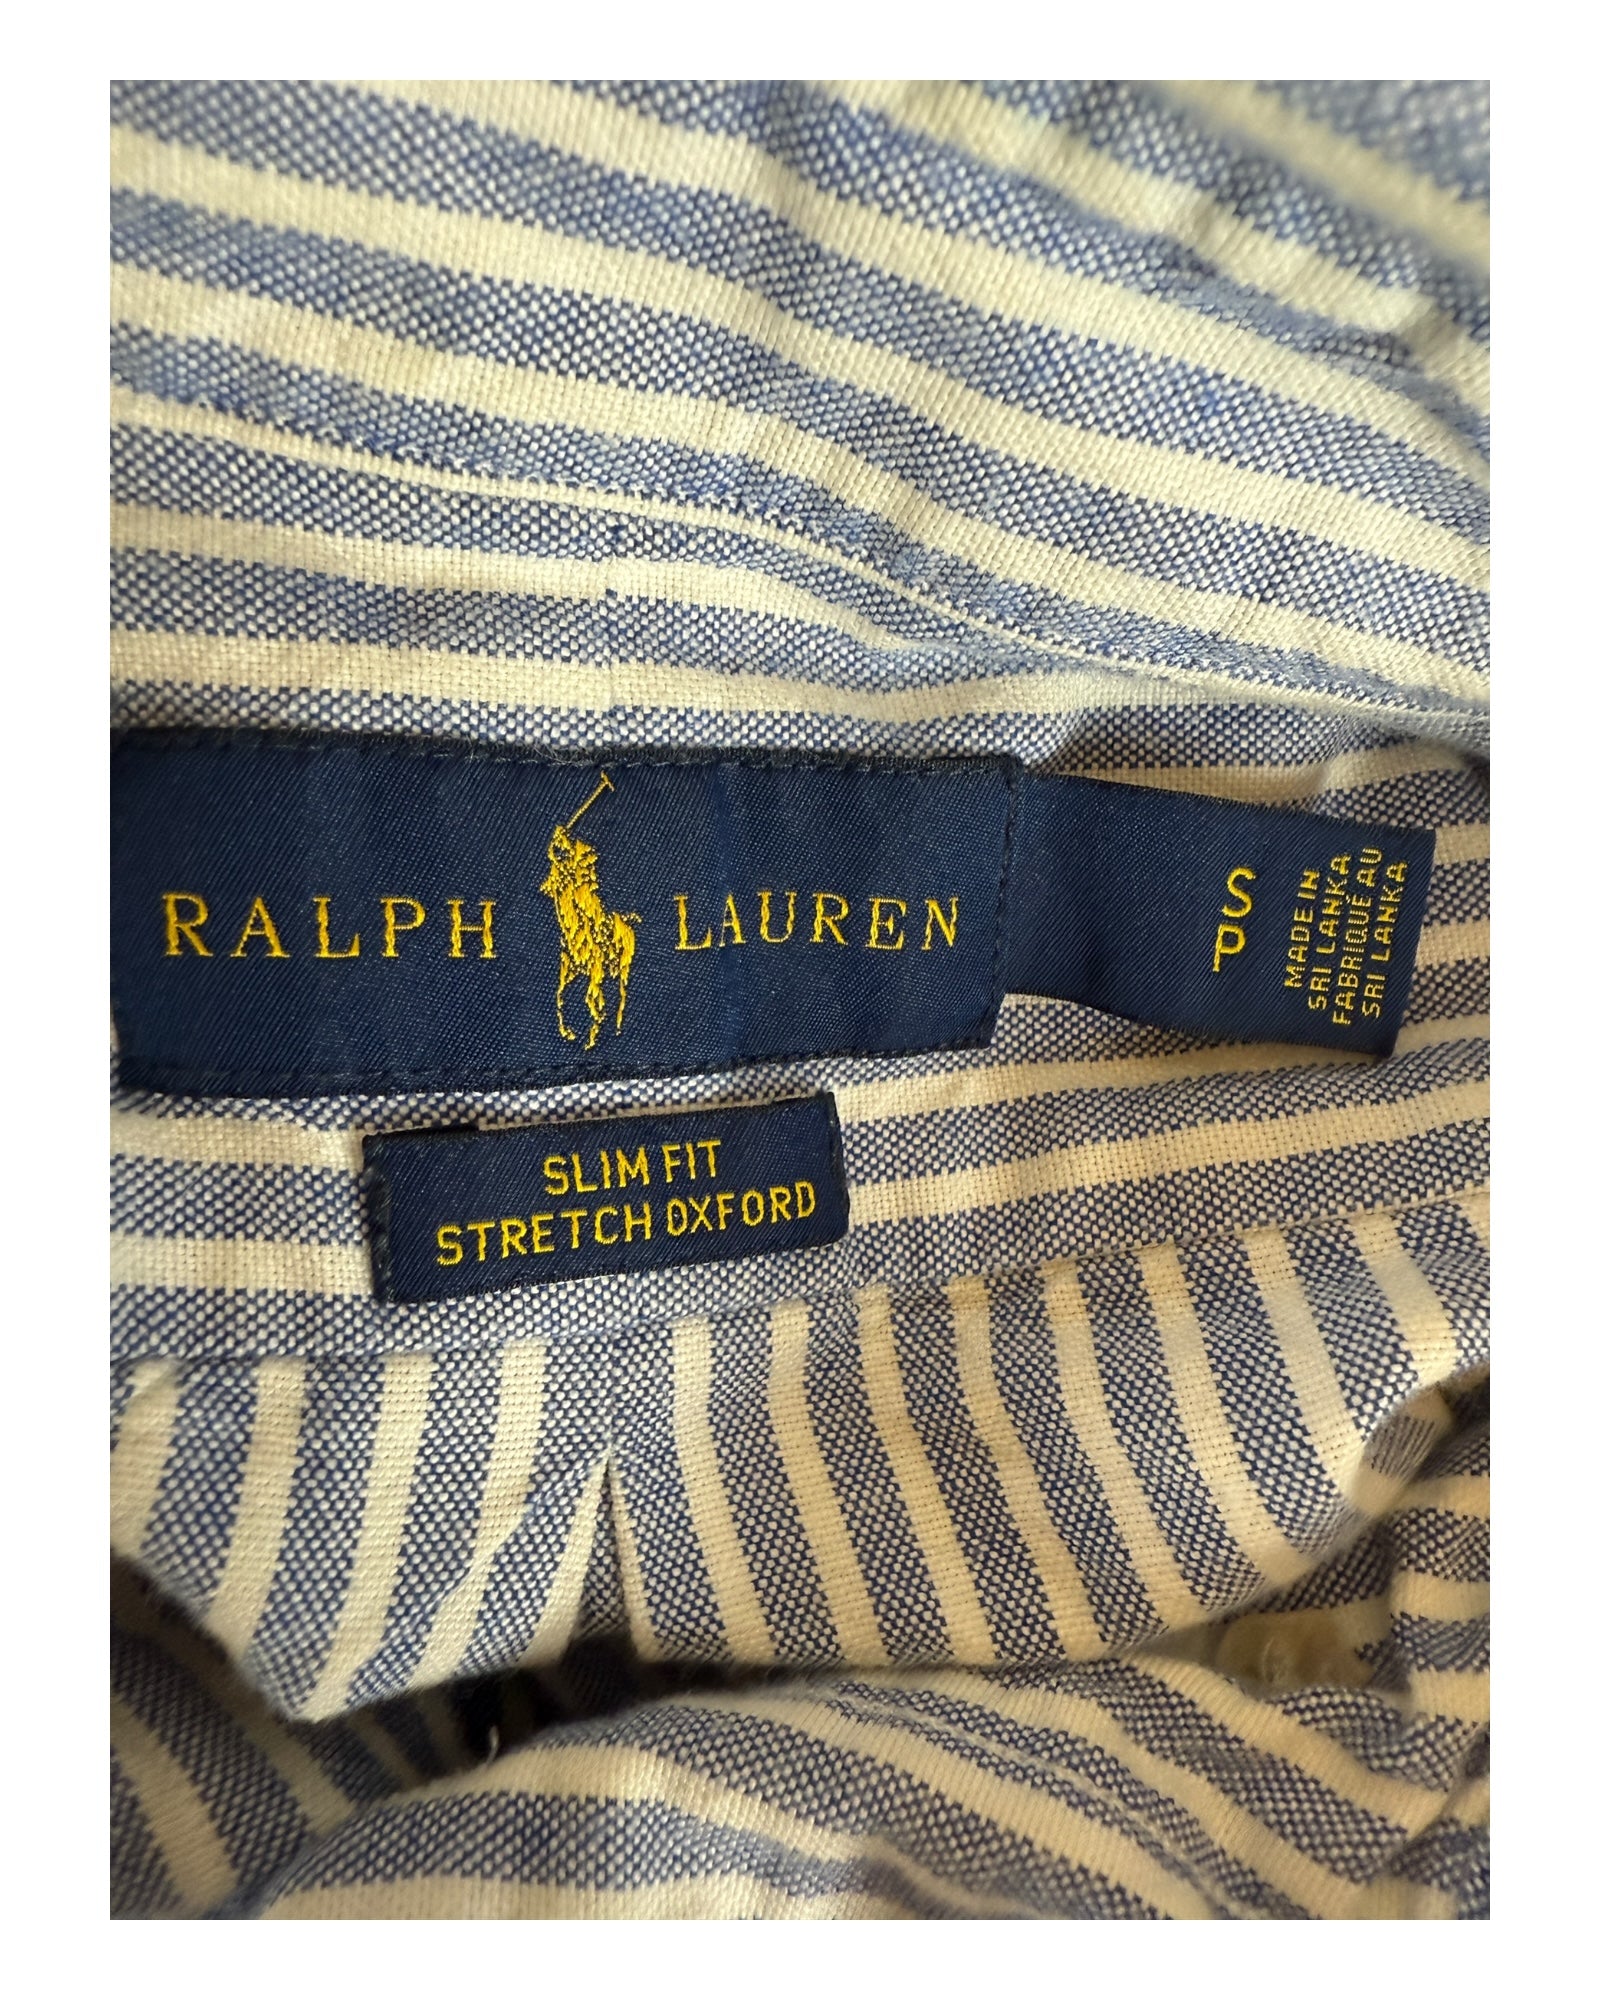 RALPH LAUREN
S
P
MADE IN
SRI LANKA
FABRIQUÉ AU
SRI LANKA
SLIM FIT
STRETCH OXFORD